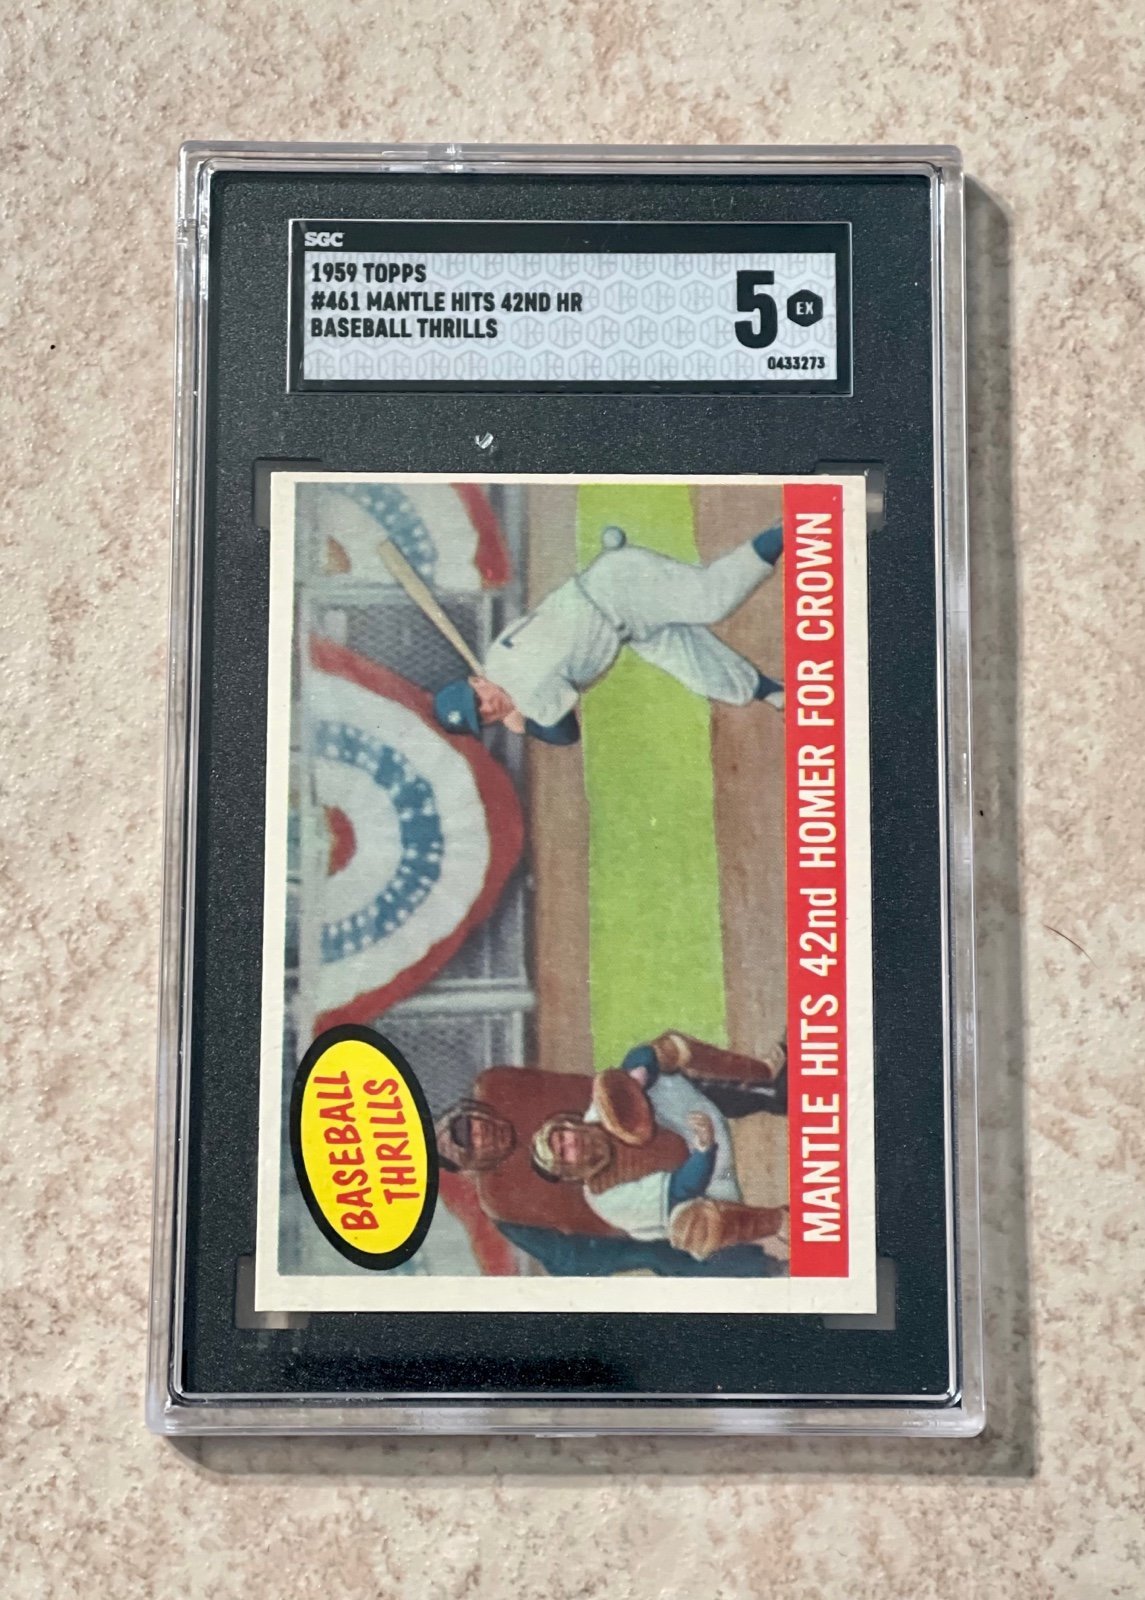 SGC
1959 TOPPS
#461 MANTLE HITS 42ND HR
BASEBALL THRILLS
5 EX
0433273
BASEBALL
THRILLS
MANTLE HITS 42nd HOMER FOR CROWN
7